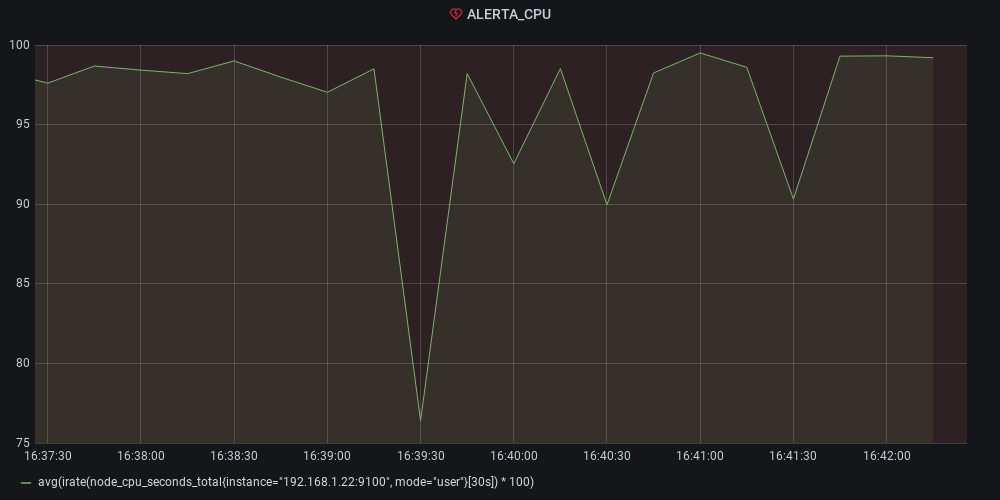 ALERTA_CPU
100
95
90
85
80
75
16:37:30 16:38:00 16:38:30 16:39:00 16:39:30 16:40:00 16:40:30 16:41:00 16:41:30 16:42:00
avg(irate(node_cpu_seconds_total{instance="192.168.1.22:9100", mode="user"}[30s]) * 100)